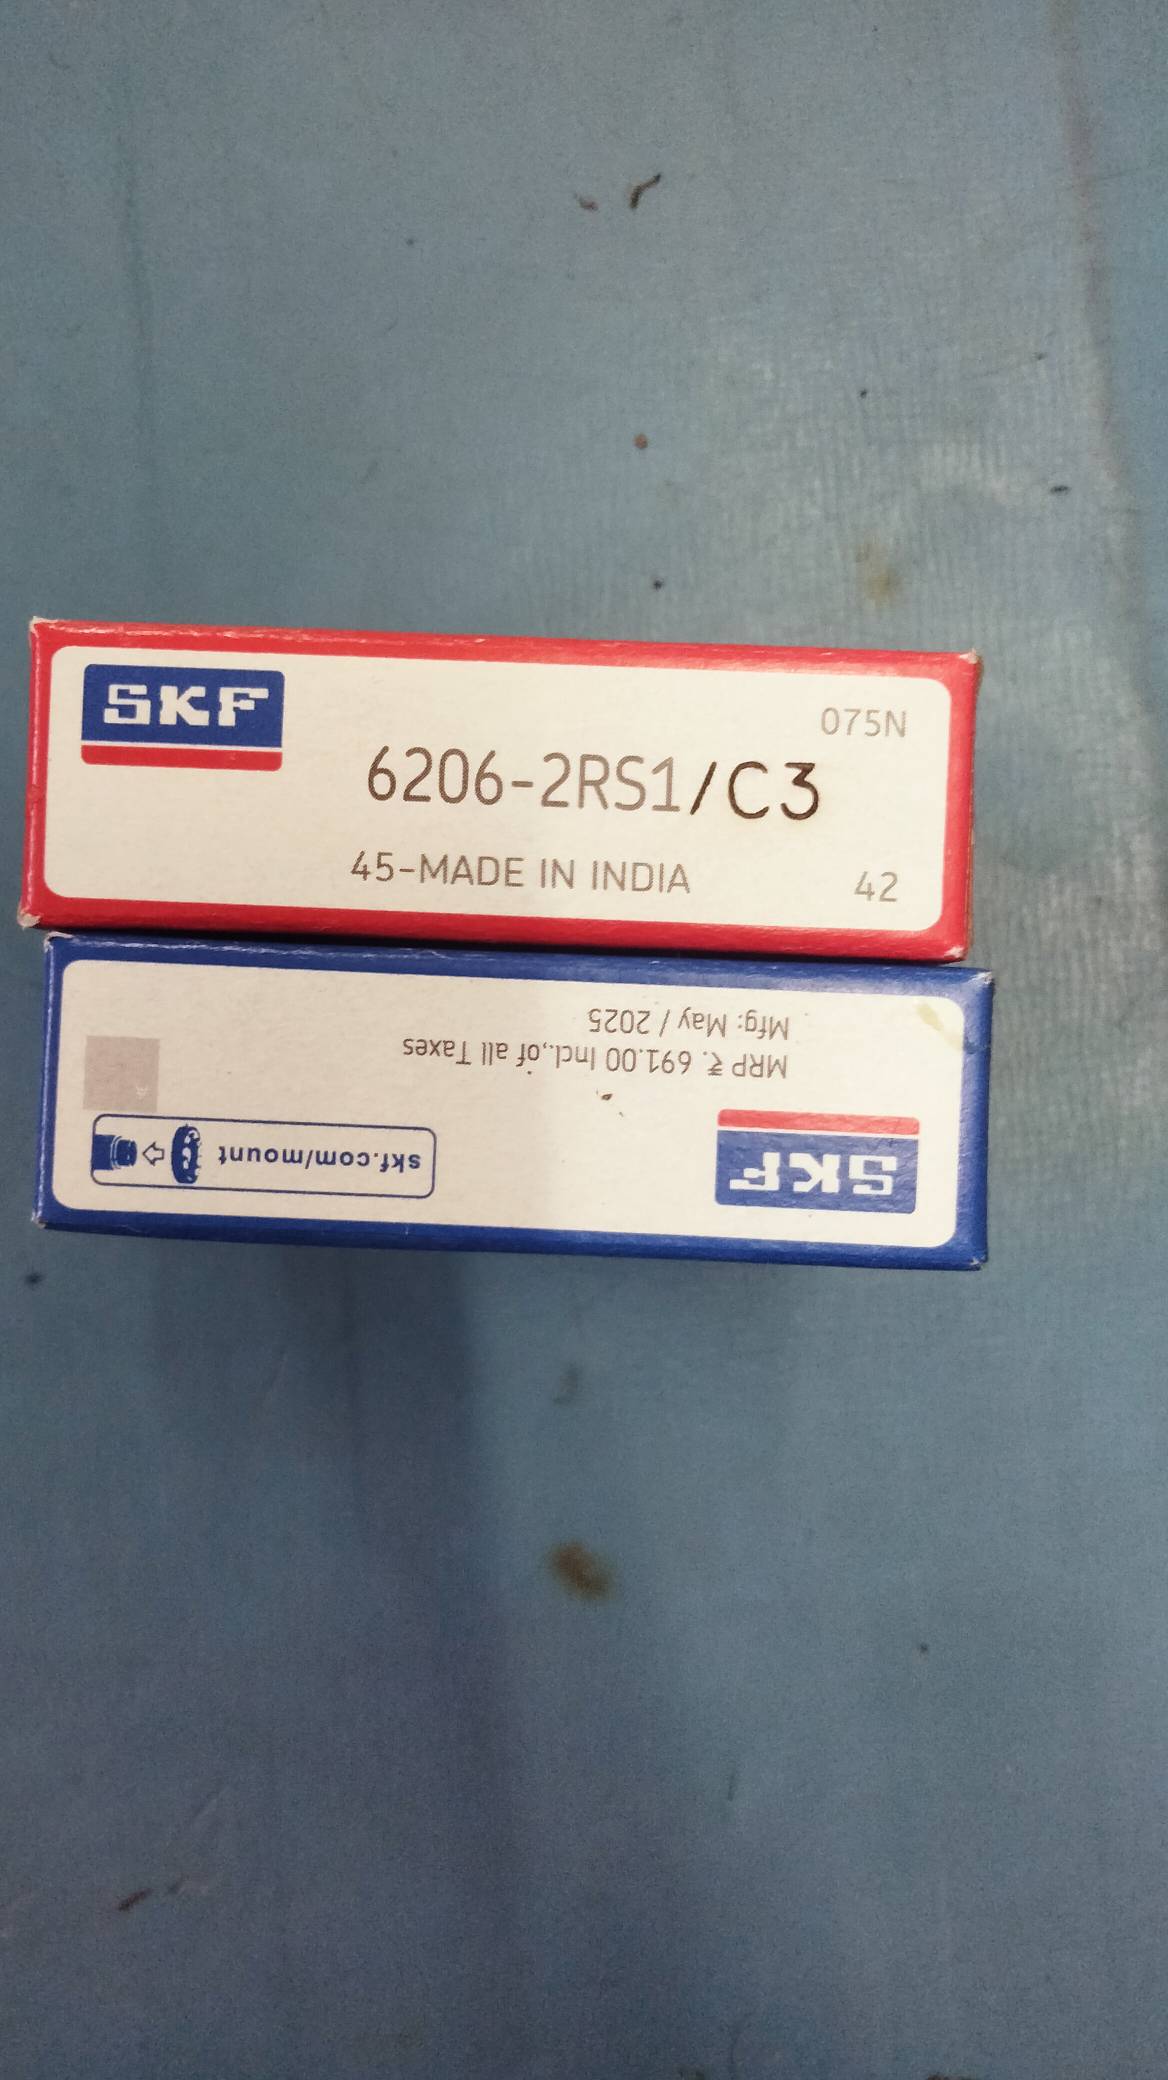 SKF
075N
6206-2RS1/C3
45-MADE IN INDIA
42
SKF
MRP ₹. 691.00 Incl.,of all Taxes
Mfg: May / 2025
skf.com/mount